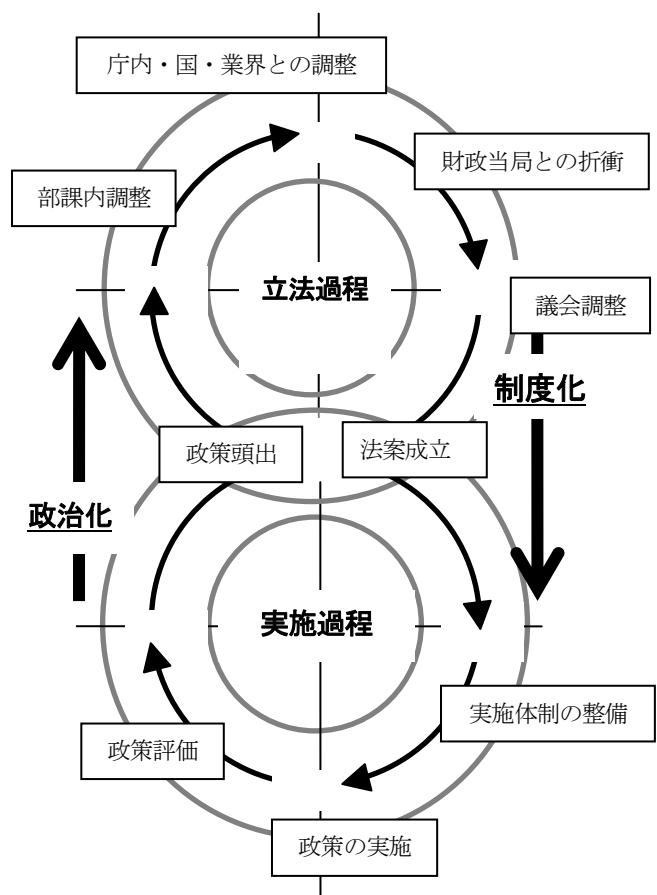 庁内・国・業界との調整
財政当局との折衝
部課内調整
立法過程
議会調整
制度化
政策頭出
法案成立
政治化
実施過程
実施体制の整備
政策評価
政策の実施